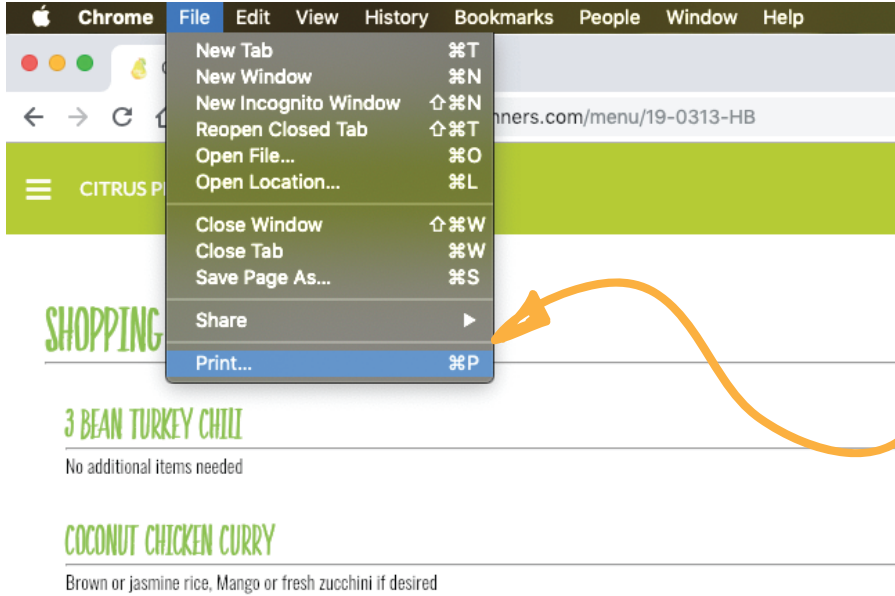 Chrome File Edit View History Bookmarks People Window Help
New Tab ⌘T
New Window ⌘N
New Incognito Window ⇧⌘N
Reopen Closed Tab ⇧⌘T
Open File... ⌘O
Open Location... ⌘L
Close Window ⇧⌘W
Close Tab ⌘W
Save Page As... ⌘S
Share ▶
Print... ⌘P
nners.com/menu/19-0313-HB
CITRUS P
SHOPPING
3 BEAN TURKEY CHILI
No additional items needed
COCONUT CHICKEN CURRY
Brown or jasmine rice, Mango or fresh zucchini if desired